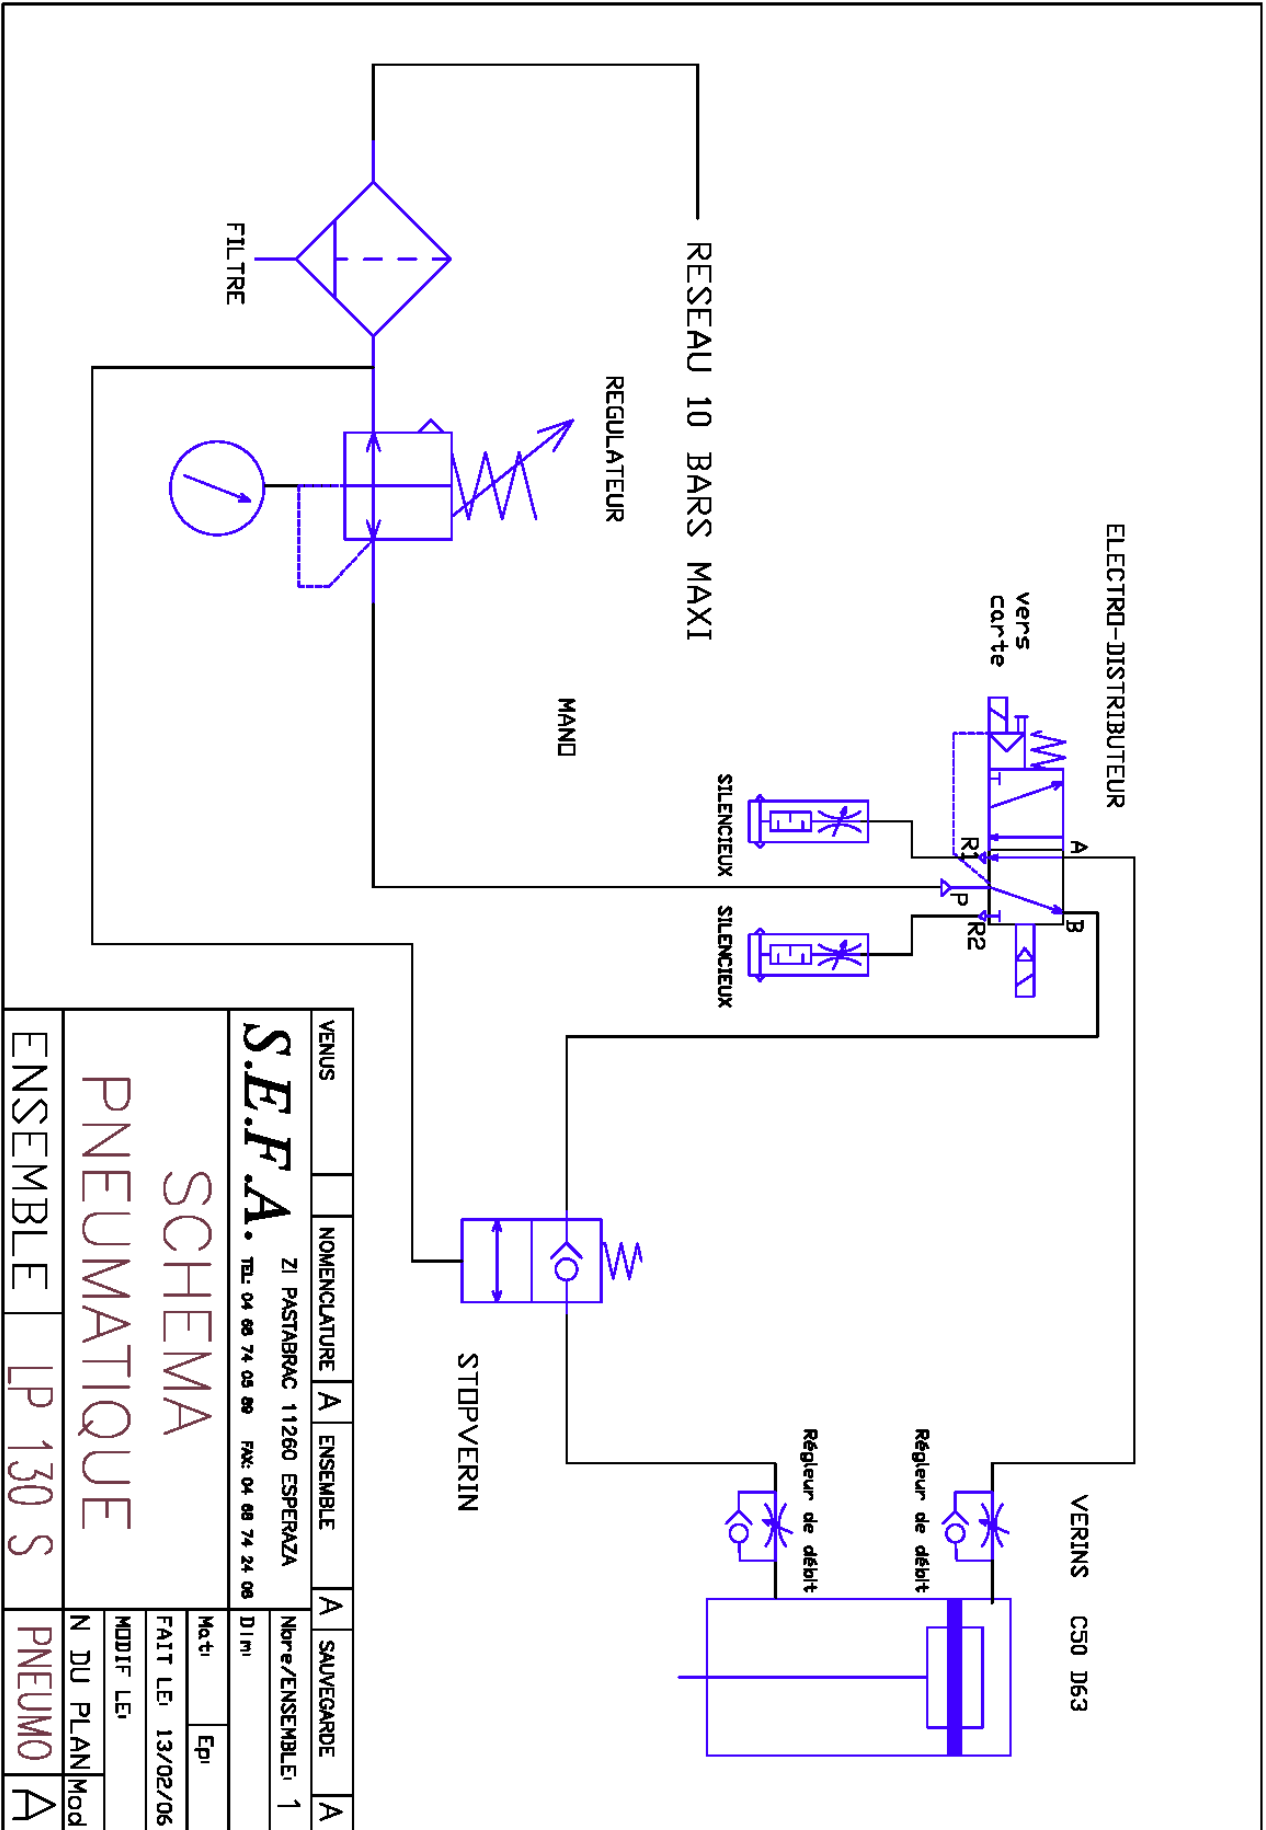 ELECTRO-DISTRIBUTEUR
vers
carte
A
B
R1
P
R2
VERINS C50 D63
Régleur de débit
Régleur de débit
SILENCIEUX
SILENCIEUX
RESEAU 10 BARS MAXI
REGULATEUR
MANO
FILTRE
STOPVERIN
VENUS
NOMENCLATURE A
ENSEMBLE A
SAUVEGARDE A
S.E.F.A.
ZI PASTABRAC 11260 ESPERAZA
TEL: 04 68 74 05 89 FAX: 04 68 74 24 08
Nbre/ENSEMBLE: 1
Dim:
SCHEMA
PNEUMATIQUE
Mat: Ep:
FAIT LE: 13/02/06
MODIF LE:
N DU PLAN Mod
ENSEMBLE LP 130 S
PNEUMO A